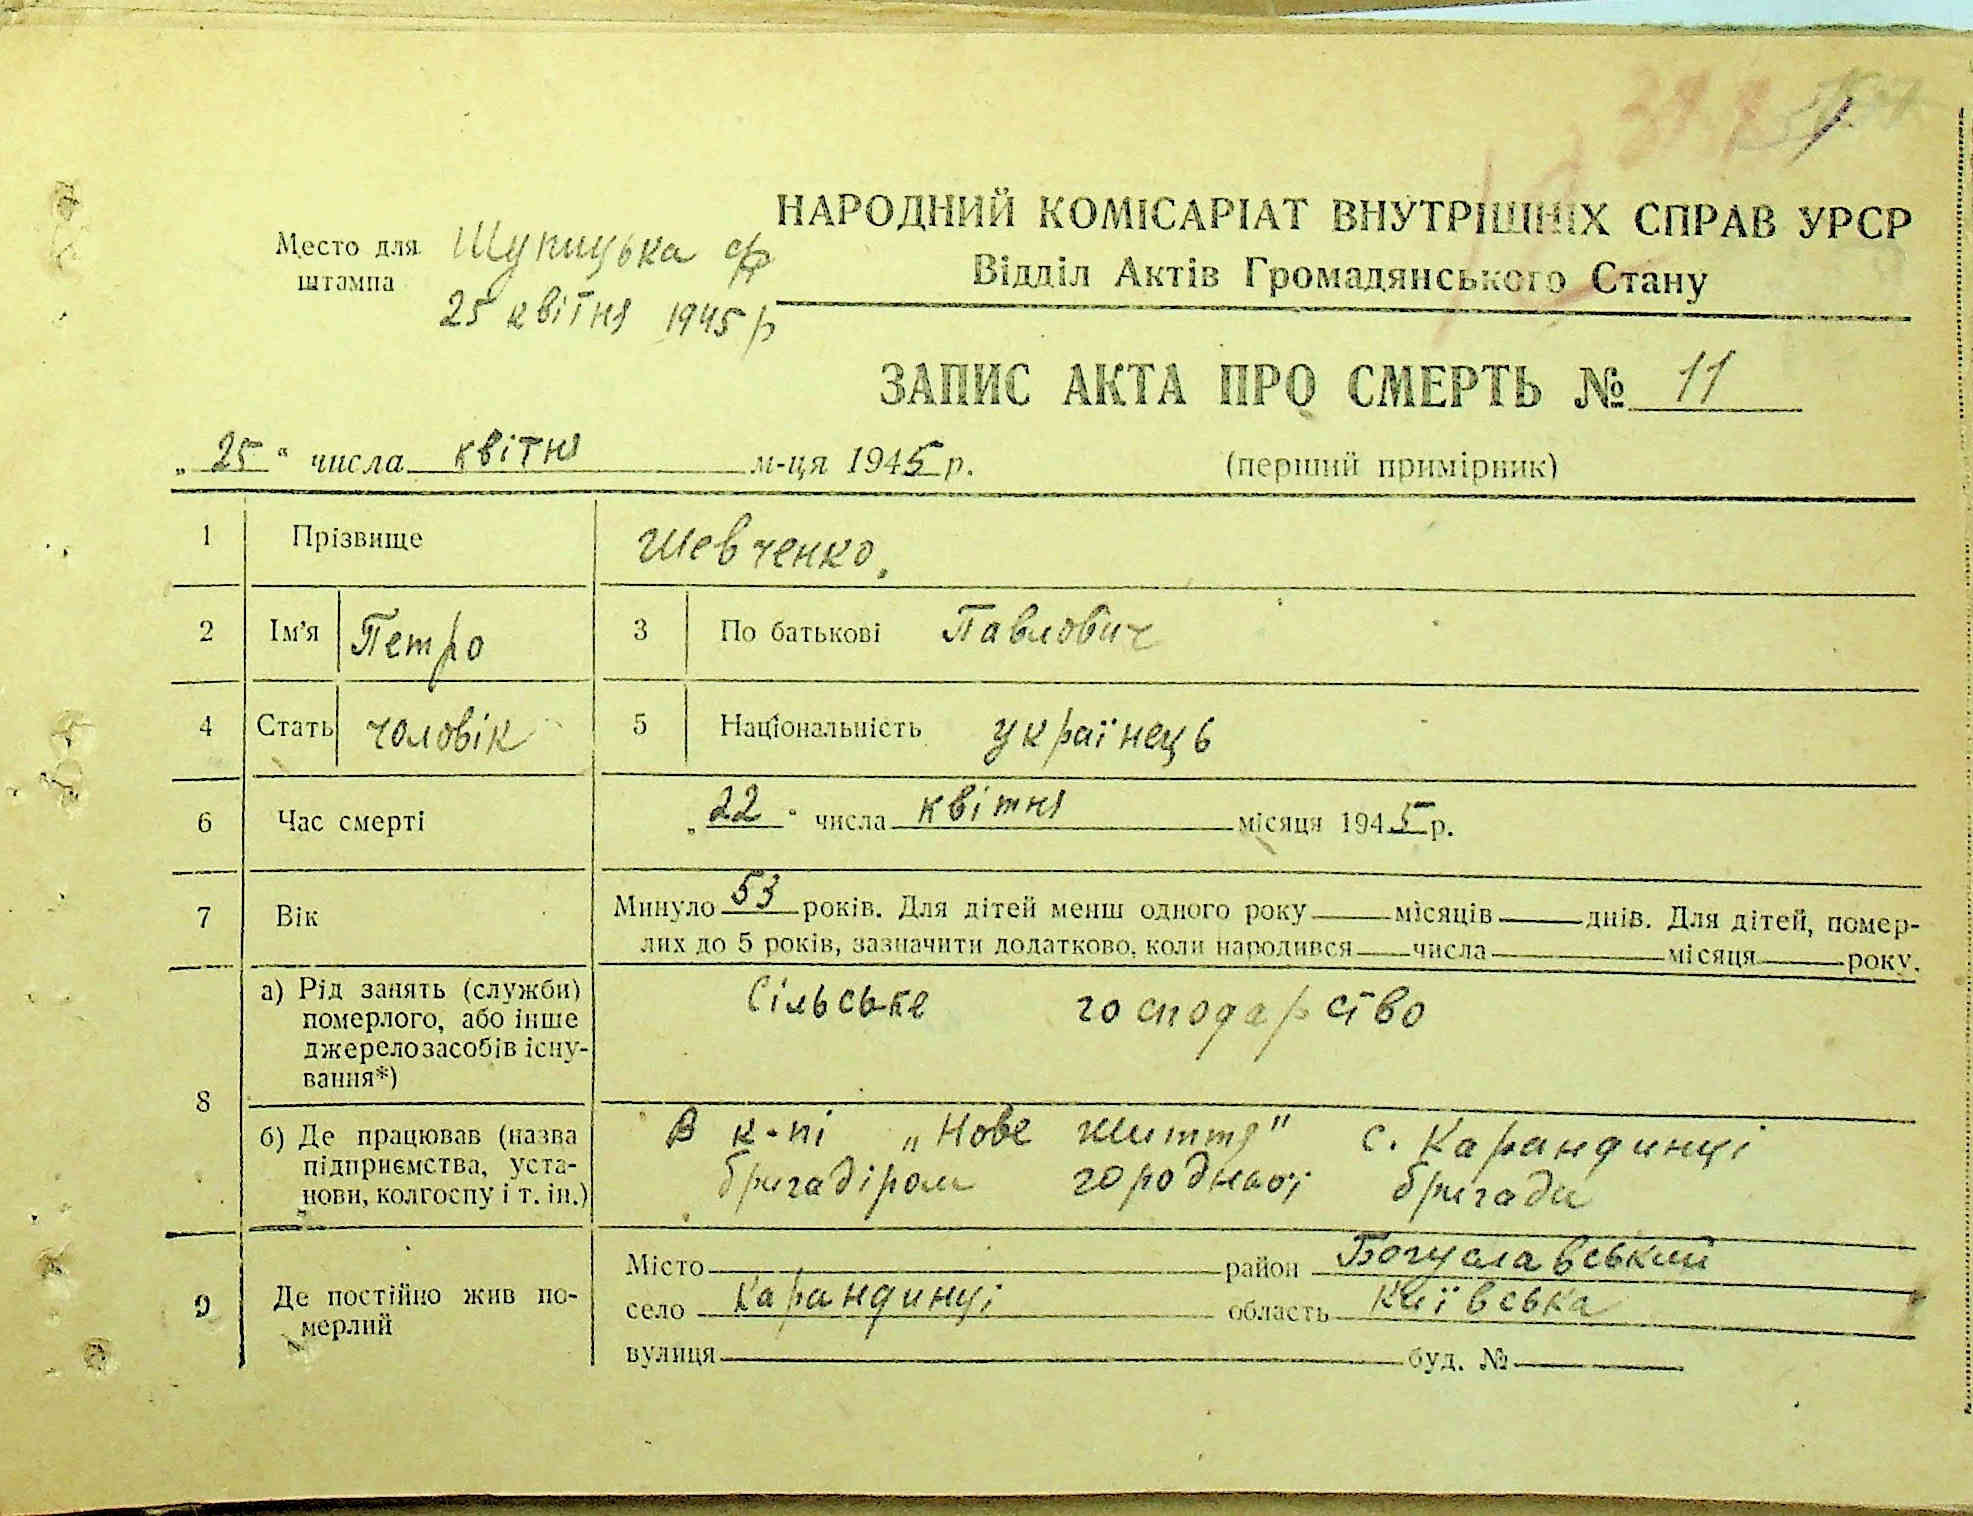 НАРОДНИЙ КОМІСАРІАТ ВНУТРІШНІХ СПРАВ УРСР
Відділ Актів Громадянського Стану
Место для штампа
Шупицька с/р
25 квітня 1945 р
ЗАПИС АКТА ПРО СМЕРТЬ № 11
„25“ числа квітня м-ця 1945 р. (перший примірник)
1 Прізвище Шевченко.
2 Ім'я Петро 3 По батькові Павлович
4 Стать чоловік 5 Національність українець
6 Час смерті „22“ числа квітня місяця 1945 р.
7 Вік Минуло 53 років. Для дітей менш одного року місяців днів. Для дітей, помер-
лих до 5 років, зазначити додатково, коли народився числа місяця року.
8 а) Рід занять (служби)
померлого, або інше
джерело засобів існу-
вання*)
Сільське господарство
б) Де працював (назва
підприємства, уста-
нови, колгоспу і т. ін.)
В к-пі „Нове життя" с. Карандинці
бригадіром городньої бригади
9 Де постійно жив по-
мерлий
Місто район Богуславський
село Карандинці область Київська
вулиця буд. №